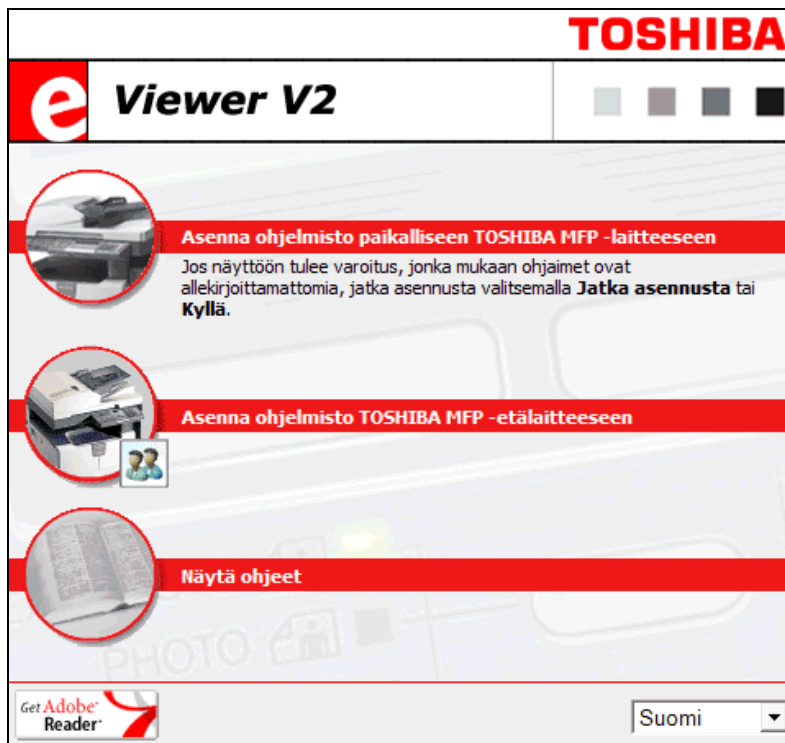 TOSHIBA
e Viewer V2
Asenna ohjelmisto paikalliseen TOSHIBA MFP -laitteeseen
Jos näyttöön tulee varoitus, jonka mukaan ohjaimet ovat
allekirjoittamattomia, jatka asennusta valitsemalla Jatka asennusta tai
Kyllä.
Asenna ohjelmisto TOSHIBA MFP -etälaitteeseen
Näytä ohjeet
PHOTO
Get Adobe
Reader
Suomi